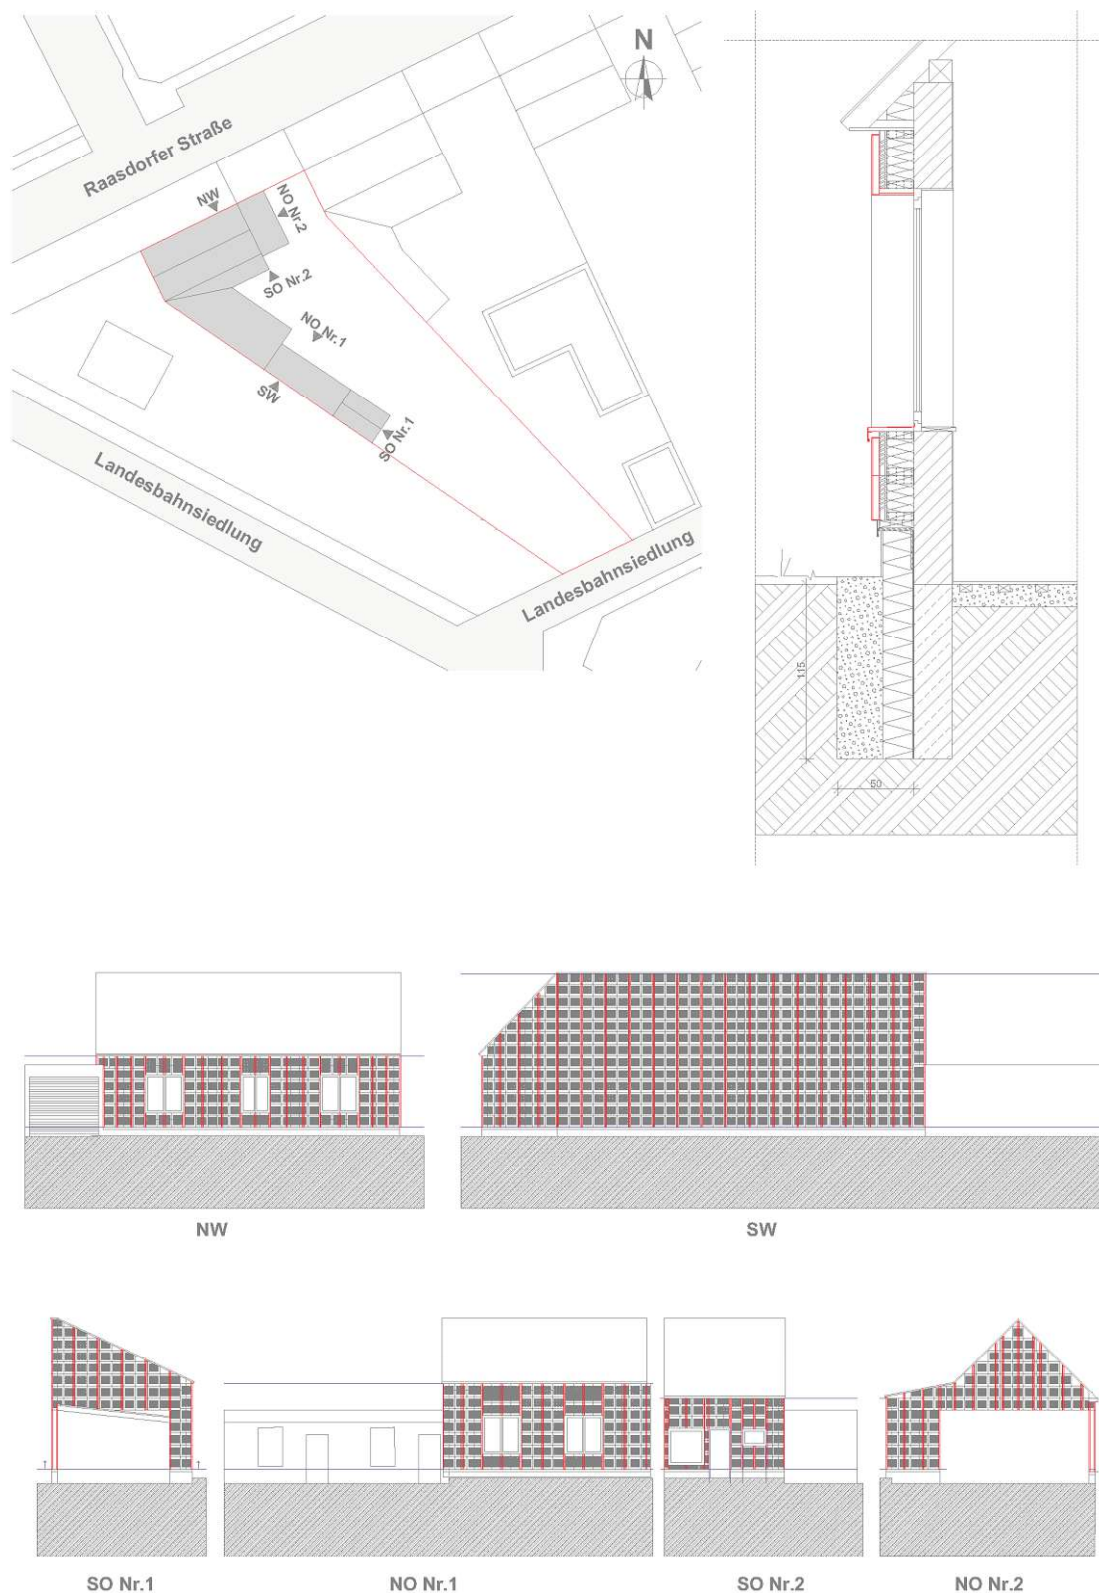 N
Raasdorfer Straße
NW
NO Nr.2
SO Nr.2
NO Nr.1
SW
SO Nr.1
Landesbahnsiedlung
Landesbahnsiedlung
115
50
NW
SW
SO Nr.1
NO Nr.1
SO Nr.2
NO Nr.2